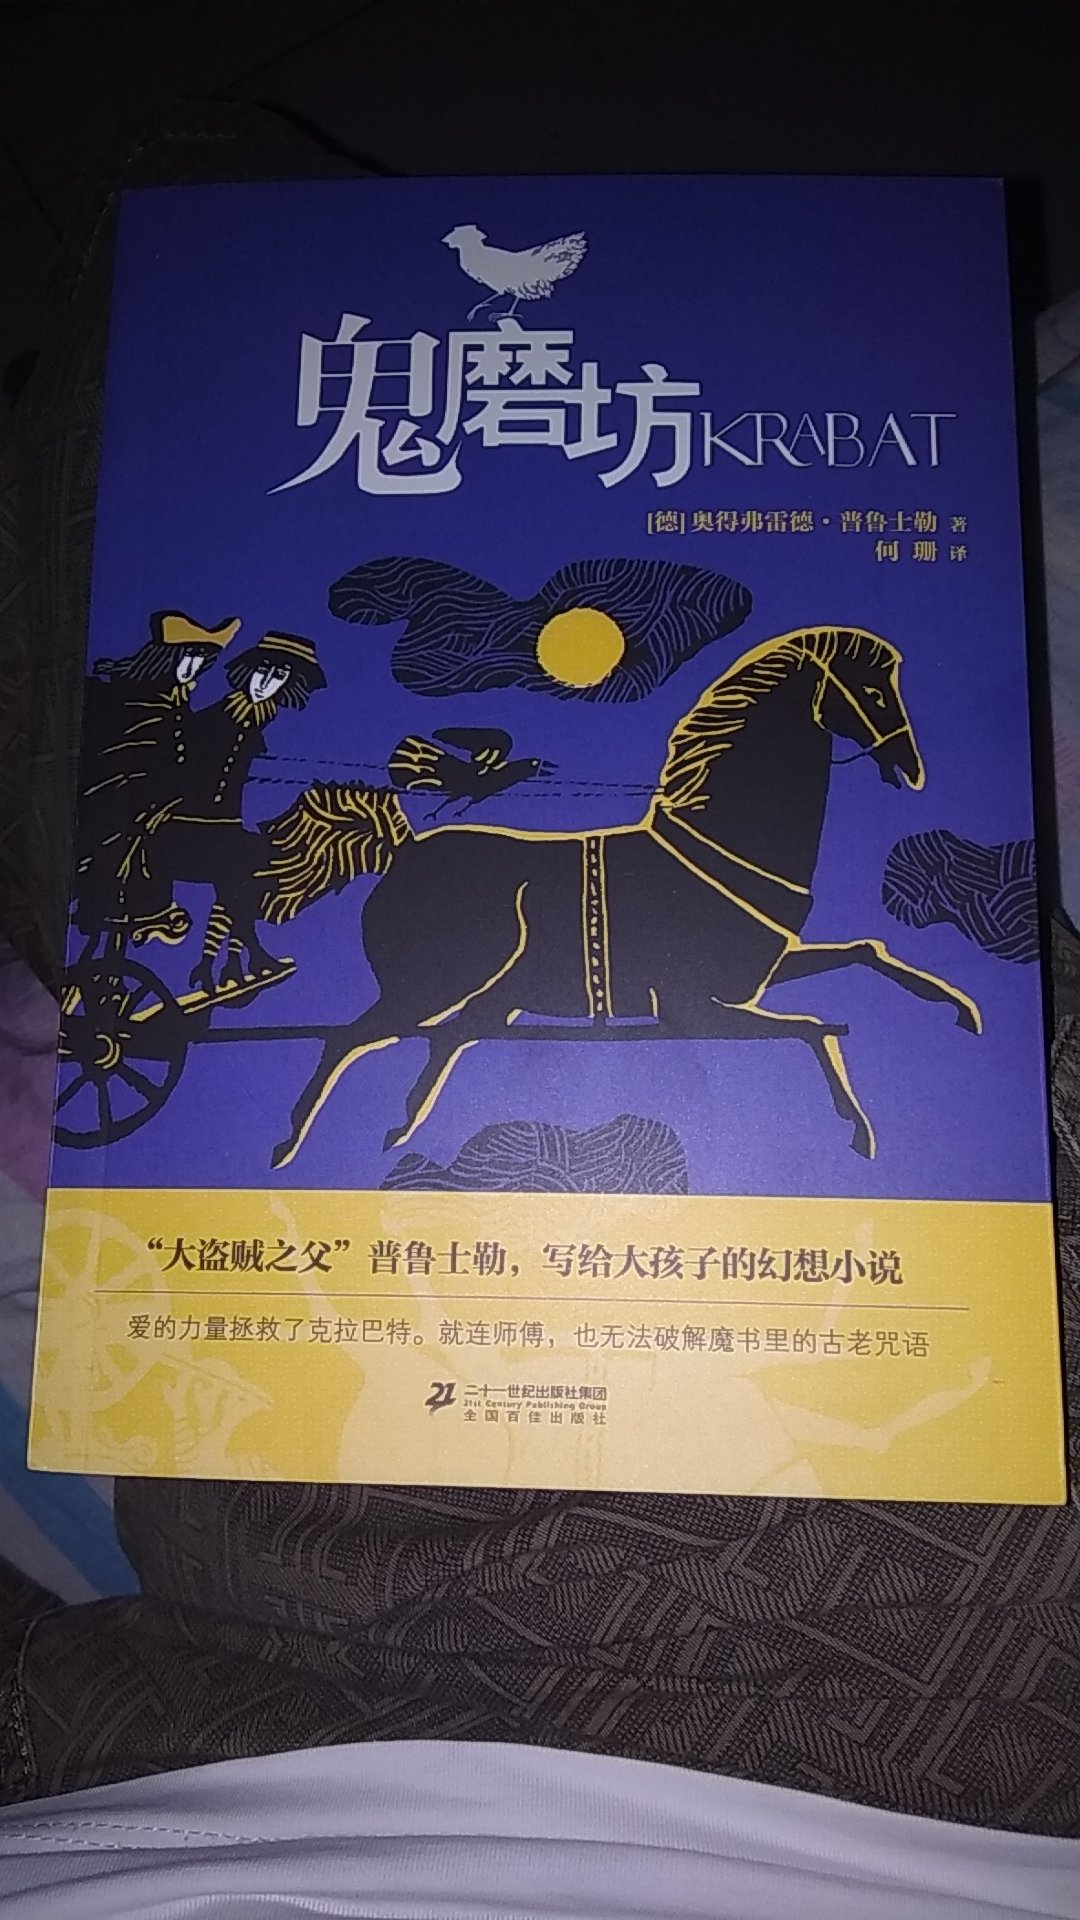 鬼磨坊KRABAT
[德]奥得弗雷德·普鲁士勒 著
何珊 译
“大盗贼之父”普鲁士勒，写给大孩子的幻想小说
爱的力量拯救了克拉巴特。就连师傅，也无法破解魔书里的古老咒语
21 二十一世纪出版社集团
21st Century Publishing Group
全国百佳出版社